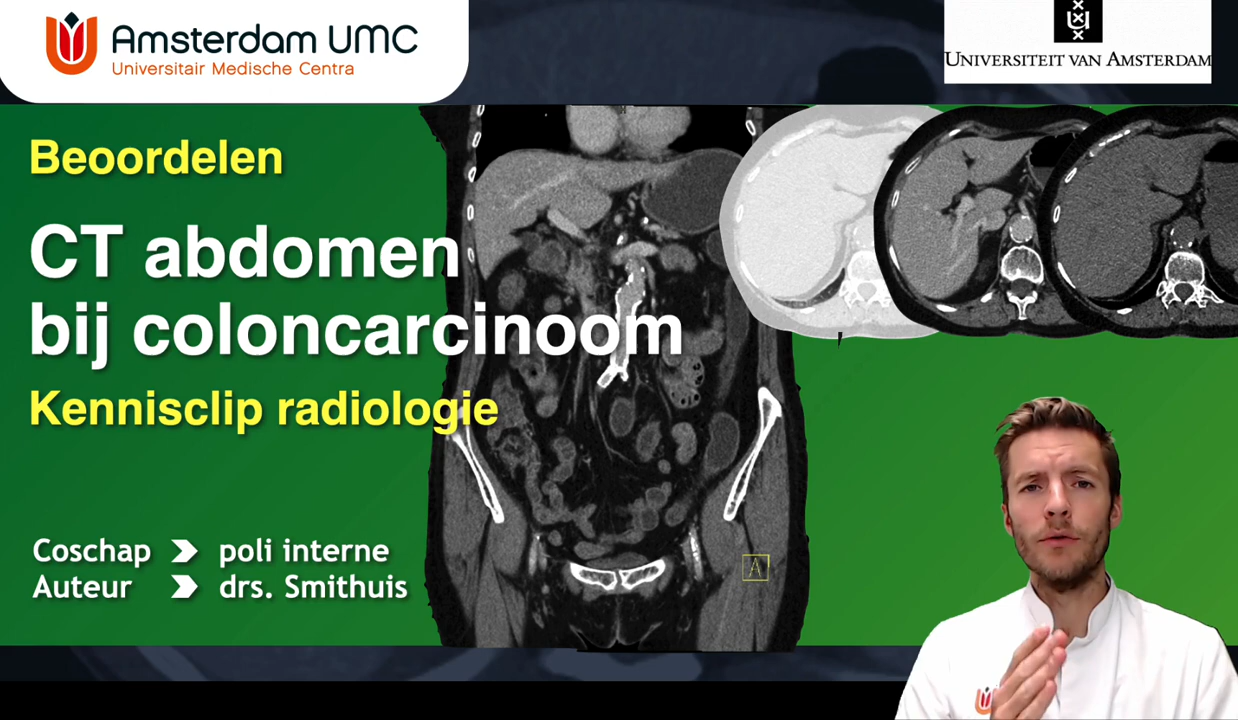 Amsterdam UMC
Universitair Medische Centra
UNIVERSITEIT VAN AMSTERDAM
Beoordelen
CT abdomen
bij coloncarcinoom
Kennisclip radiologie
Coschap poli interne
Auteur drs. Smithuis
A